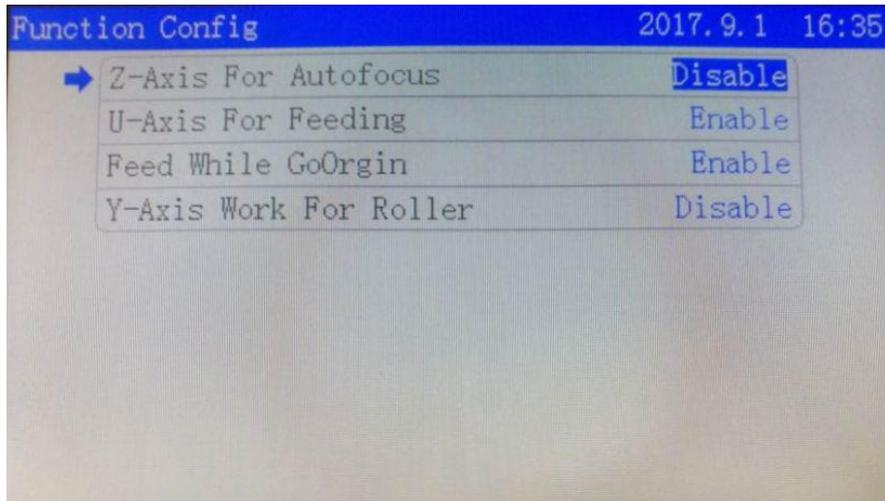 Function Config 2017.9.1 16:35
Z-Axis For Autofocus Disable
U-Axis For Feeding Enable
Feed While GoOrgin Enable
Y-Axis Work For Roller Disable